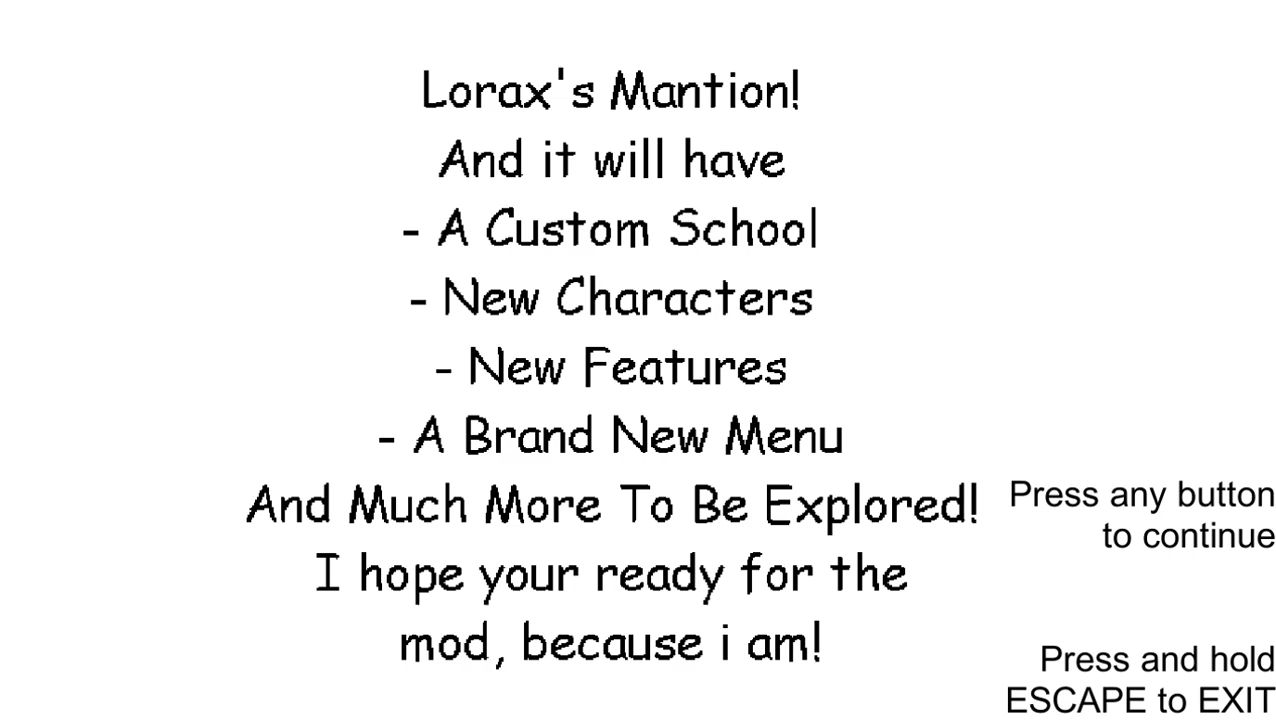 Lorax's Mantion!
And it will have
- A Custom School
- New Characters
- New Features
- A Brand New Menu
And Much More To Be Explored!
I hope your ready for the
mod, because i am!
Press any button
to continue
Press and hold
ESCAPE to EXIT